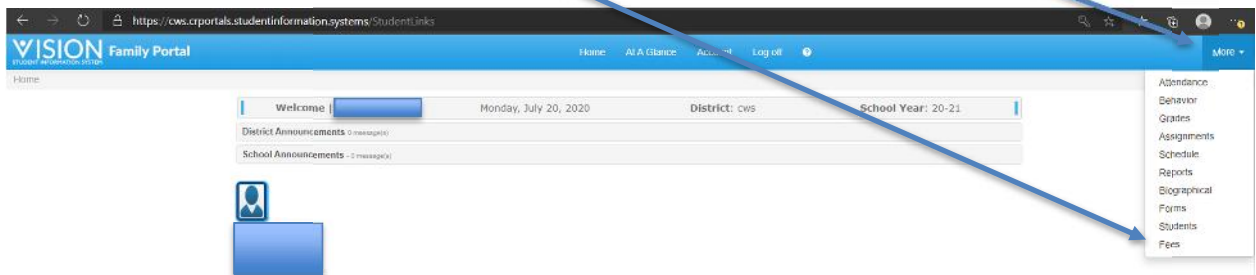 https://cws.crportals.studentinformation.systems/StudentLinks
VISION Family Portal
STUDENT INFORMATION SYSTEM
Home At A Glance Account Log off ? More
Home
Welcome | Monday, July 20, 2020 District: cws School Year: 20-21
District Announcements 0 message(s)
School Announcements - 0 message(s)
Attendance
Behavior
Grades
Assignments
Schedule
Reports
Biographical
Forms
Students
Fees